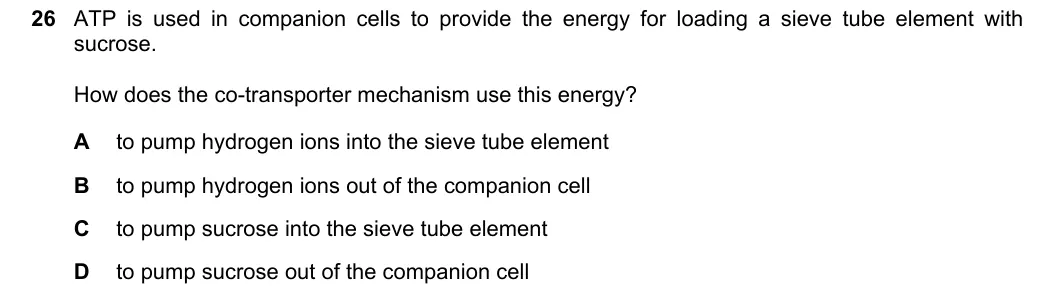 26 ATP is used in companion cells to provide the energy for loading a sieve tube element with
sucrose.
How does the co-transporter mechanism use this energy?
A to pump hydrogen ions into the sieve tube element
B to pump hydrogen ions out of the companion cell
C to pump sucrose into the sieve tube element
D to pump sucrose out of the companion cell